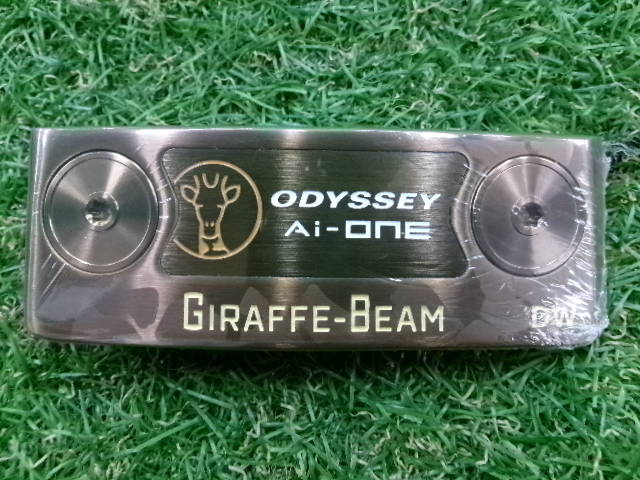 ODYSSEY
Ai-ONE
GIRAFFE-BEAM
DW